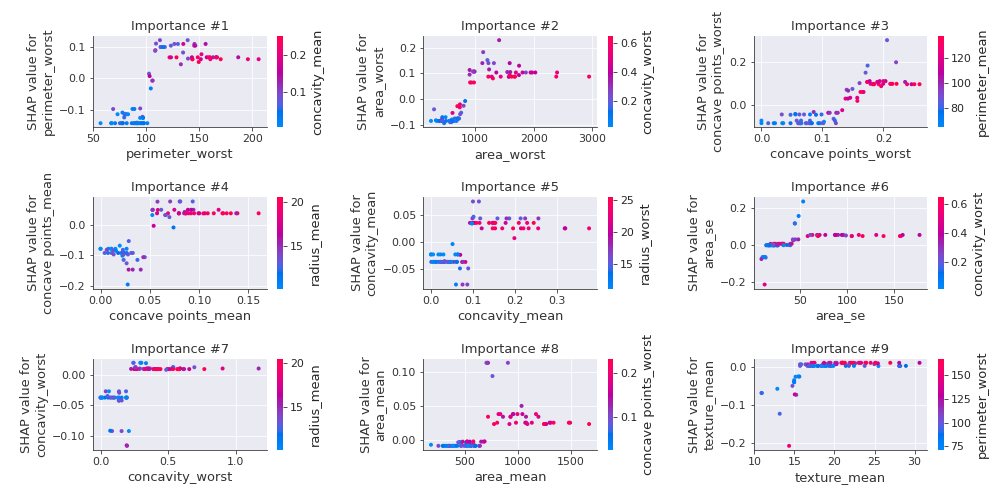 Importance #1
SHAP value for
perimeter_worst
0.1
0.0
−0.1
50
100
150
200
perimeter_worst
0.2
0.1
concavity_mean
Importance #2
SHAP value for
area_worst
0.2
0.1
0.0
−0.1
1000
2000
3000
area_worst
0.6
0.4
0.2
concavity_worst
Importance #3
SHAP value for
concave points_worst
0.2
0.0
0.0
0.1
0.2
concave points_worst
120
100
80
perimeter_mean
Importance #4
SHAP value for
concave points_mean
0.0
−0.1
−0.2
0.00
0.05
0.10
0.15
concave points_mean
20
15
radius_mean
Importance #5
SHAP value for
concavity_mean
0.05
0.00
−0.05
0.0
0.1
0.2
0.3
concavity_mean
25
20
15
radius_worst
Importance #6
SHAP value for
area_se
0.2
0.0
−0.2
50
100
150
area_se
0.6
0.4
0.2
concavity_worst
Importance #7
SHAP value for
concavity_worst
0.00
−0.05
−0.10
0.0
0.5
1.0
concavity_worst
20
15
radius_mean
Importance #8
SHAP value for
area_mean
0.10
0.05
0.00
500
1000
1500
area_mean
0.2
0.1
concave points_worst
Importance #9
SHAP value for
texture_mean
0.0
−0.1
−0.2
10
15
20
25
30
texture_mean
150
125
100
75
perimeter_worst